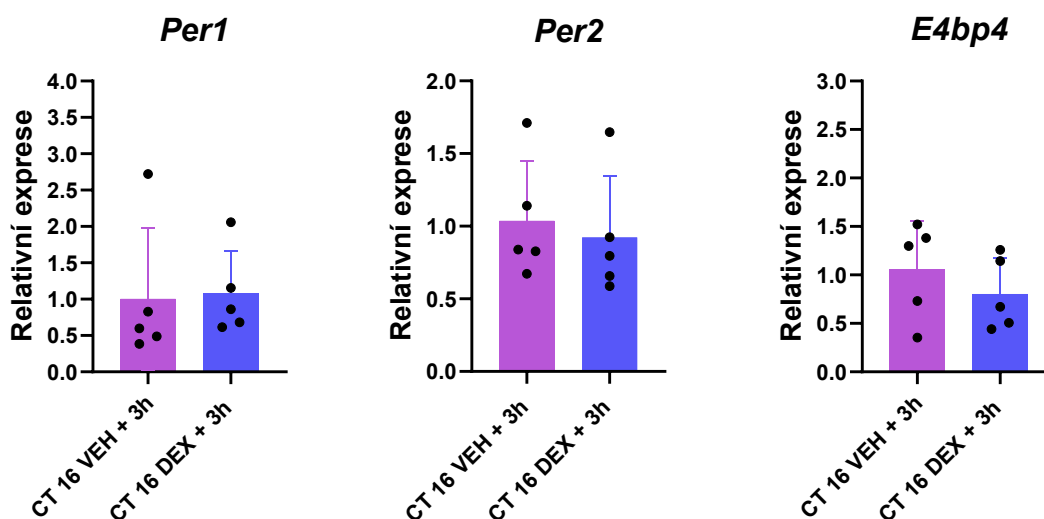 Per1
Relativní exprese
4.0
3.5
3.0
2.5
2.0
1.5
1.0
0.5
0.0
CT 16 VEH + 3h
CT 16 DEX + 3h
Per2
Relativní exprese
2.0
1.5
1.0
0.5
0.0
CT 16 VEH + 3h
CT 16 DEX + 3h
E4bp4
Relativní exprese
3.0
2.5
2.0
1.5
1.0
0.5
0.0
CT 16 VEH + 3h
CT 16 DEX + 3h